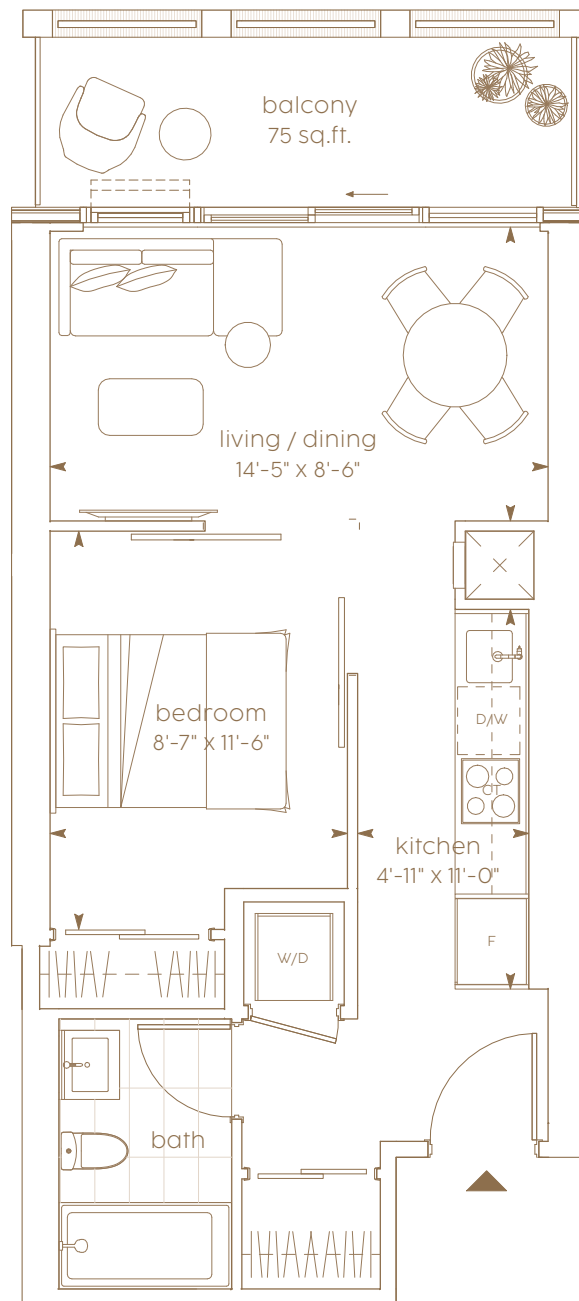 balcony
75 sq.ft.
living / dining
14'-5" x 8'-6"
D/W
bedroom
8'-7" x 11'-6"
CT
kitchen
4'-11" x 11'-0"
F
W/D
bath